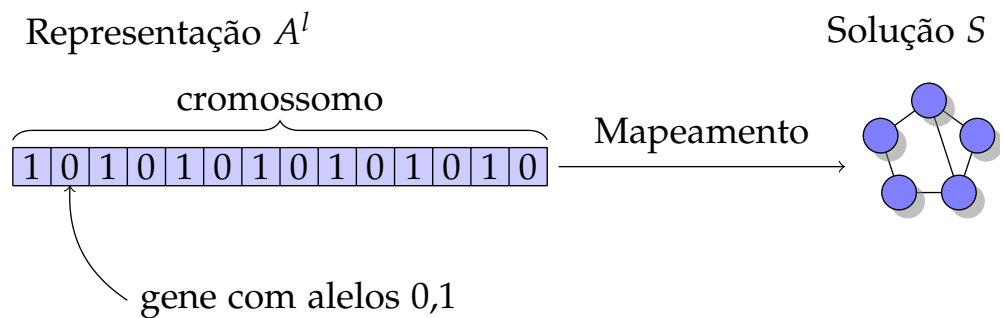 Representação A^l
Solução S
cromossomo
Mapeamento
1 0 1 0 1 0 1 0 1 0 1 0 1 0
gene com alelos 0,1